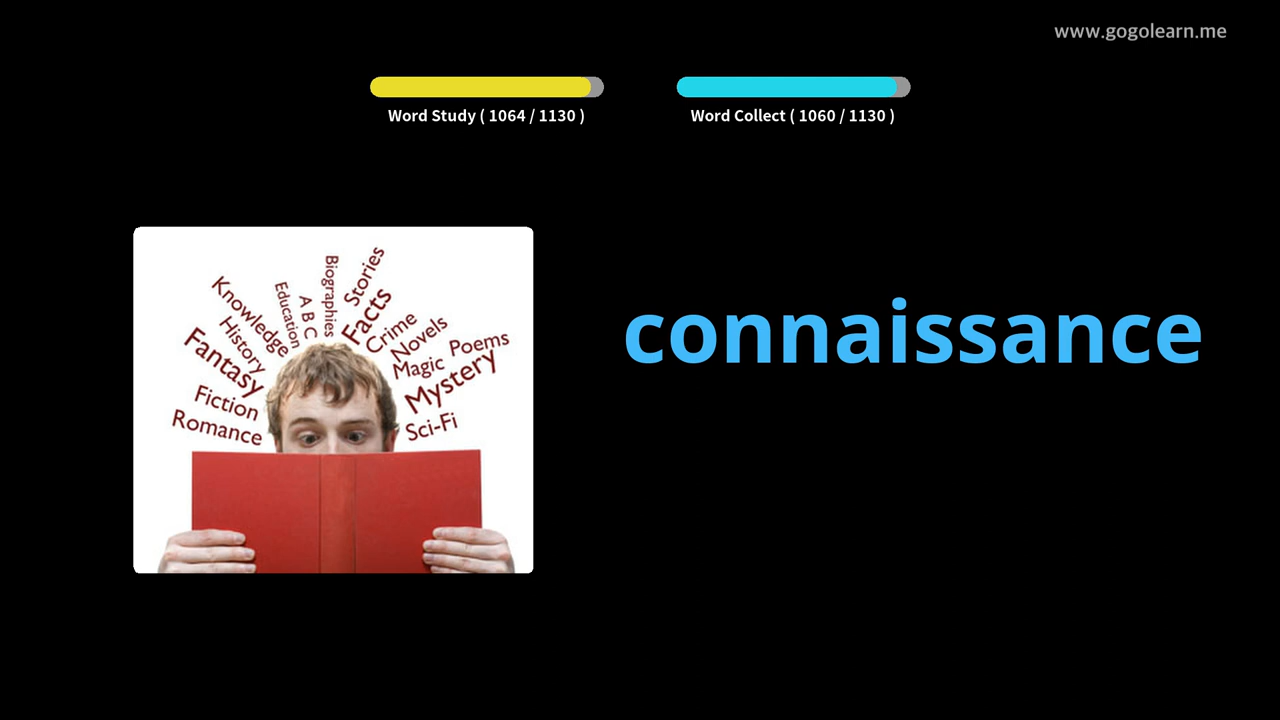 www.gogolearn.me
Word Study ( 1064 / 1130 )
Word Collect ( 1060 / 1130 )
connaissance
Stories
Biographies
Facts
A B C
Education
Knowledge
Crime
Novels
History
Poems
Fantasy
Magic
Mystery
Fiction
Romance
Sci-Fi